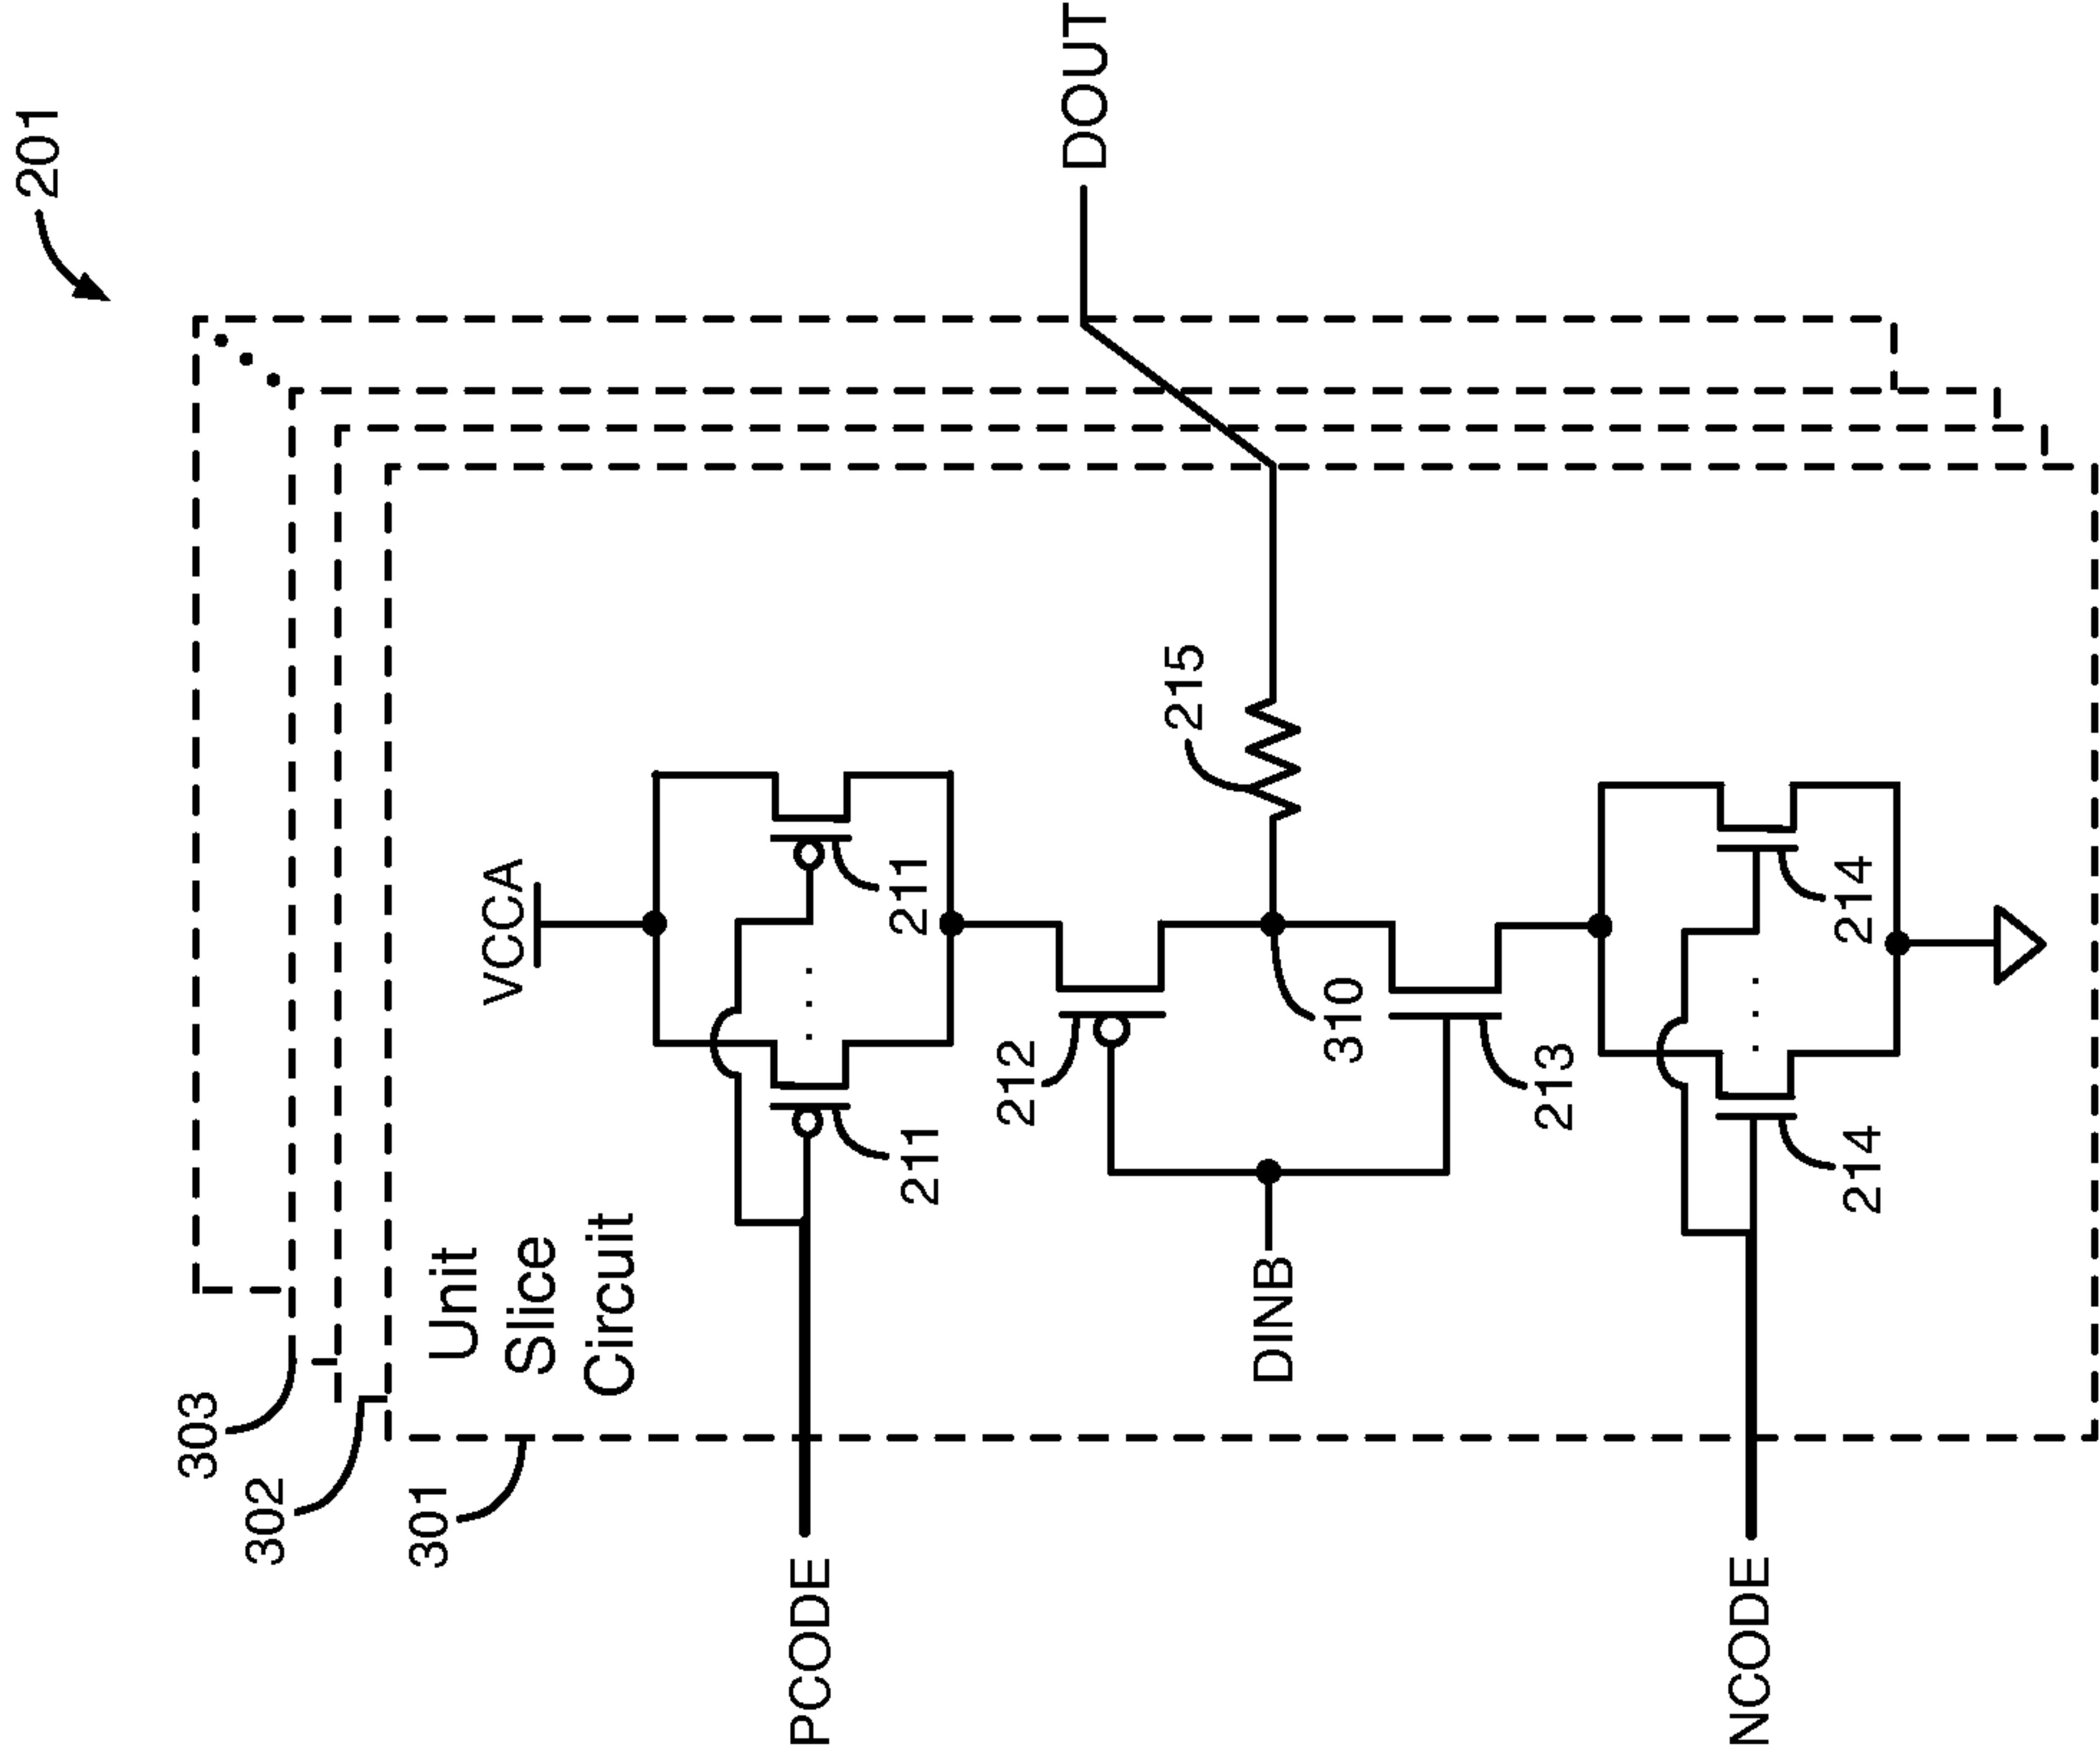 201
303
302
301
Unit
Slice
Circuit
VCCA
PCODE
211
211
212
215
DOUT
DINB
310
213
NCODE
214
214